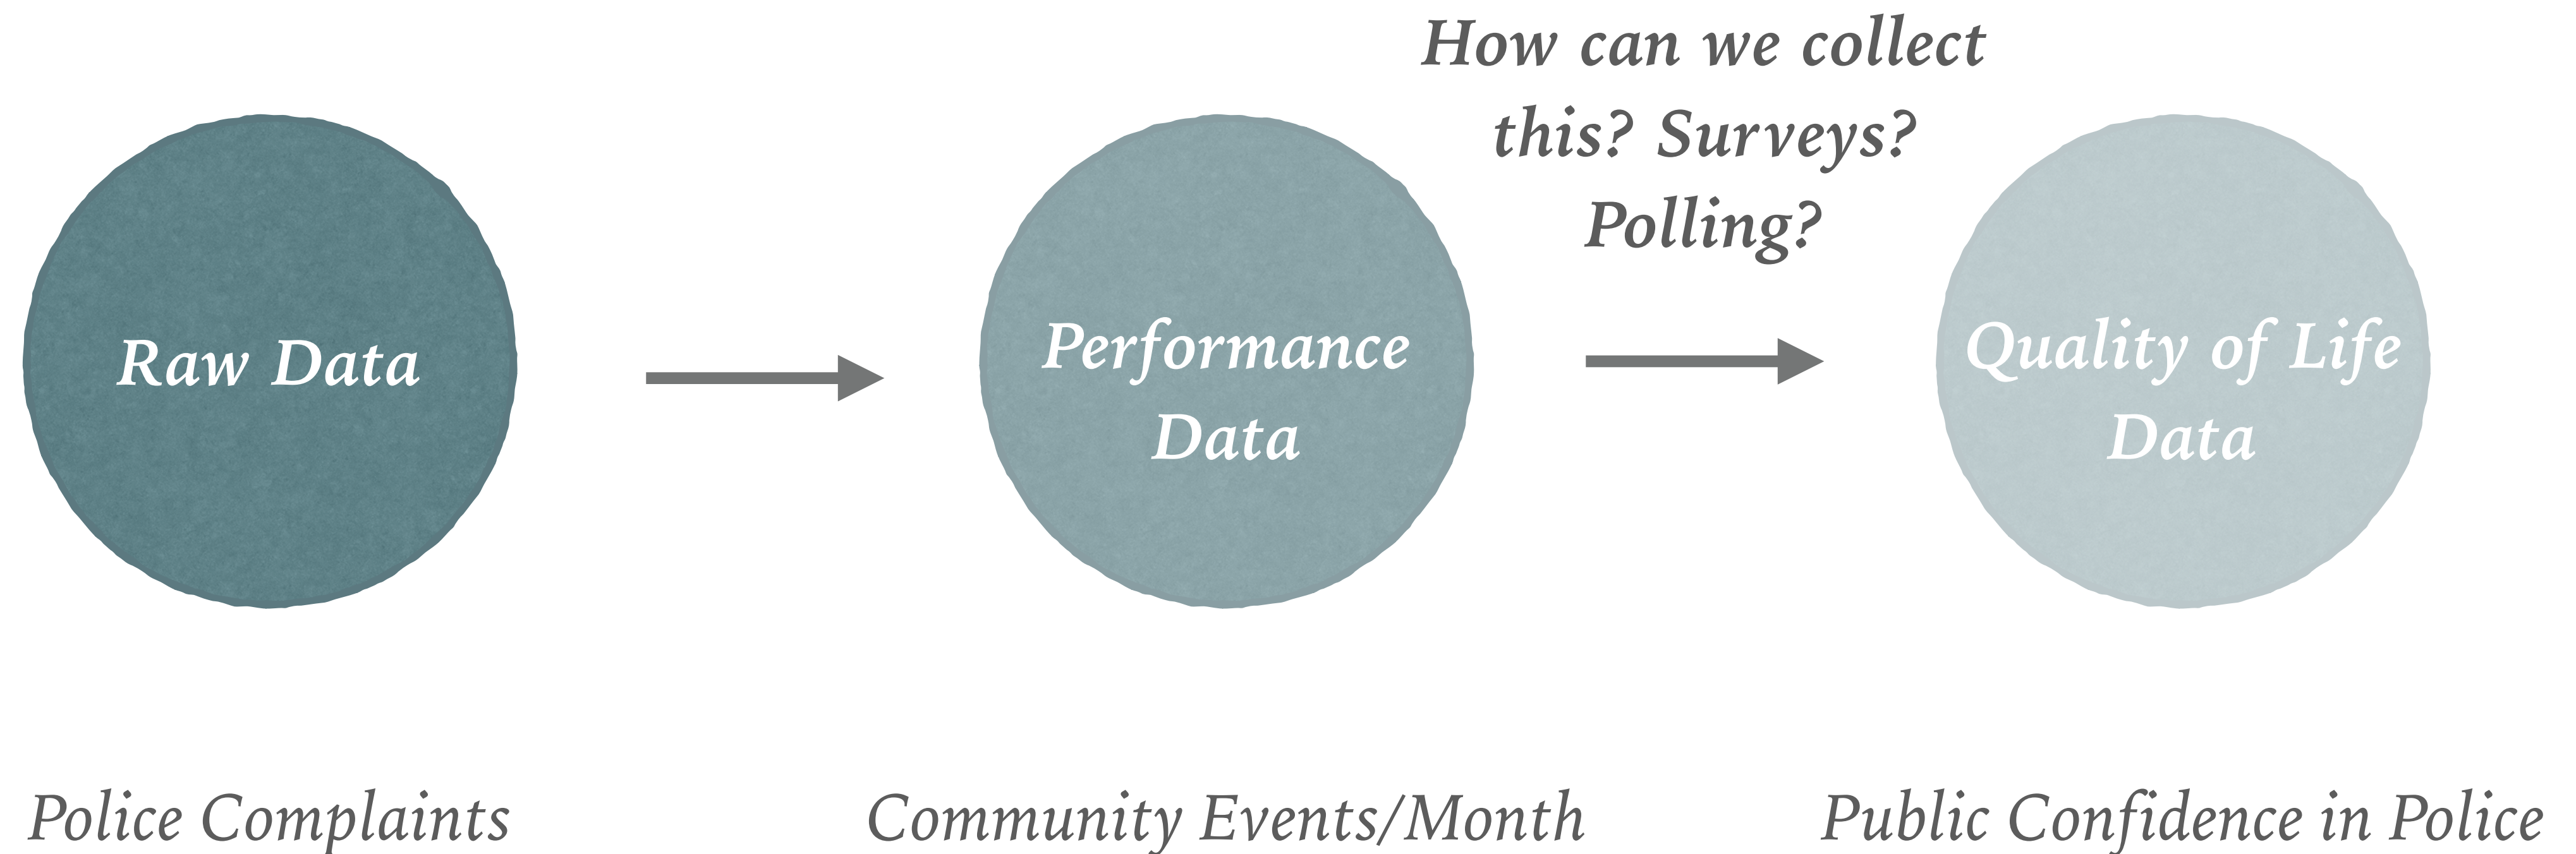 How can we collect
this? Surveys?
Polling?
Raw Data
Performance
Data
Quality of Life
Data
Police Complaints
Community Events/Month
Public Confidence in Police